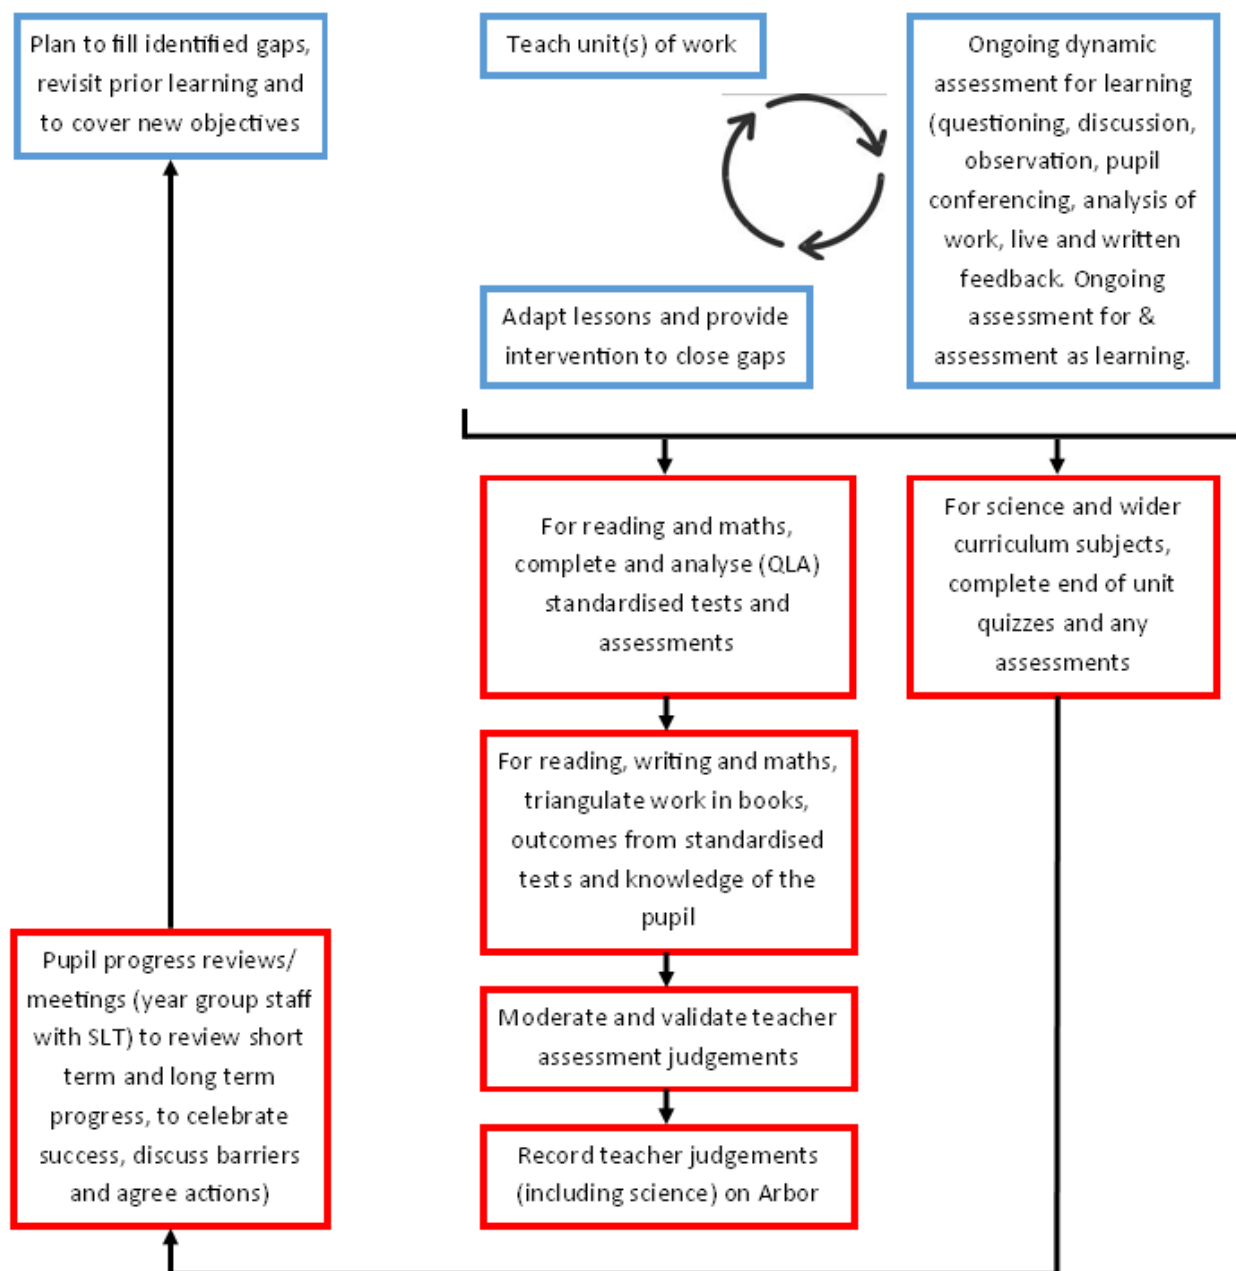 Plan to fill identified gaps,
revisit prior learning and
to cover new objectives
Teach unit(s) of work
Ongoing dynamic
assessment for learning
(questioning, discussion,
observation, pupil
conferencing, analysis of
work, live and written
feedback. Ongoing
assessment for &
assessment as learning.
Adapt lessons and provide
intervention to close gaps
For reading and maths,
complete and analyse (QLA)
standardised tests and
assessments
For science and wider
curriculum subjects,
complete end of unit
quizzes and any
assessments
For reading, writing and maths,
triangulate work in books,
outcomes from standardised
tests and knowledge of the
pupil
Moderate and validate teacher
assessment judgements
Record teacher judgements
(including science) on Arbor
Pupil progress reviews/
meetings (year group staff
with SLT) to review short
term and long term
progress, to celebrate
success, discuss barriers
and agree actions)